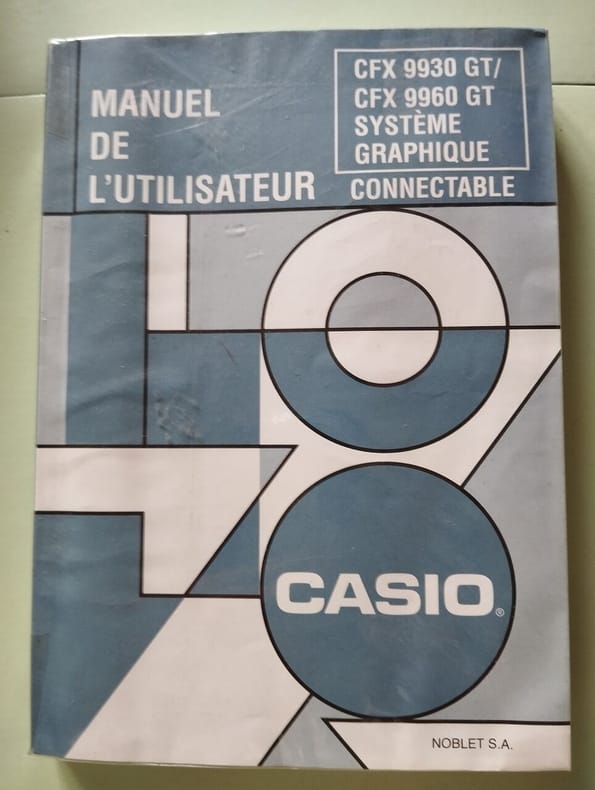 MANUEL
DE
L'UTILISATEUR
CFX 9930 GT/
CFX 9960 GT
SYSTÈME
GRAPHIQUE
CONNECTABLE
CASIO®
NOBLET S.A.